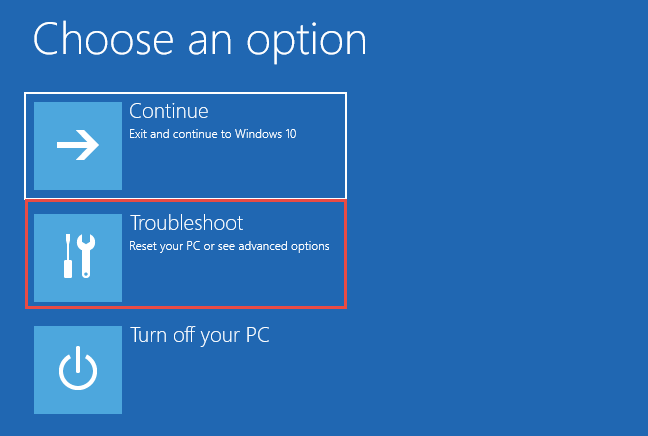 Choose an option
Continue
Exit and continue to Windows 10
Troubleshoot
Reset your PC or see advanced options
Turn off your PC